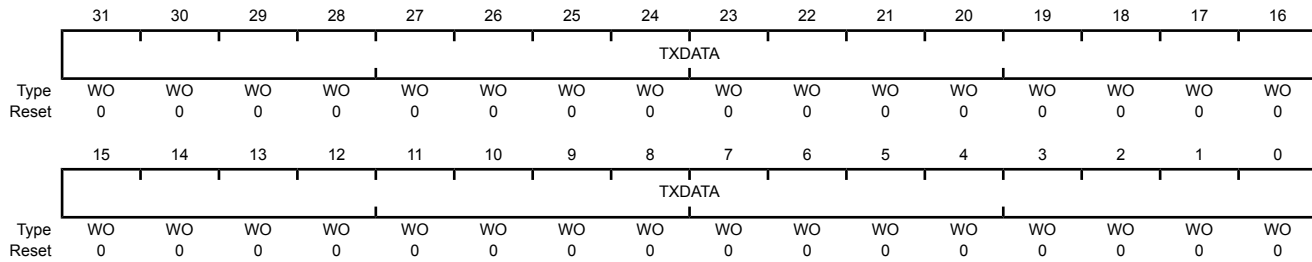 31 30 29 28 27 26 25 24 23 22 21 20 19 18 17 16
TXDATA
Type WO WO WO WO WO WO WO WO WO WO WO WO WO WO WO WO
Reset 0 0 0 0 0 0 0 0 0 0 0 0 0 0 0 0
15 14 13 12 11 10 9 8 7 6 5 4 3 2 1 0
TXDATA
Type WO WO WO WO WO WO WO WO WO WO WO WO WO WO WO WO
Reset 0 0 0 0 0 0 0 0 0 0 0 0 0 0 0 0